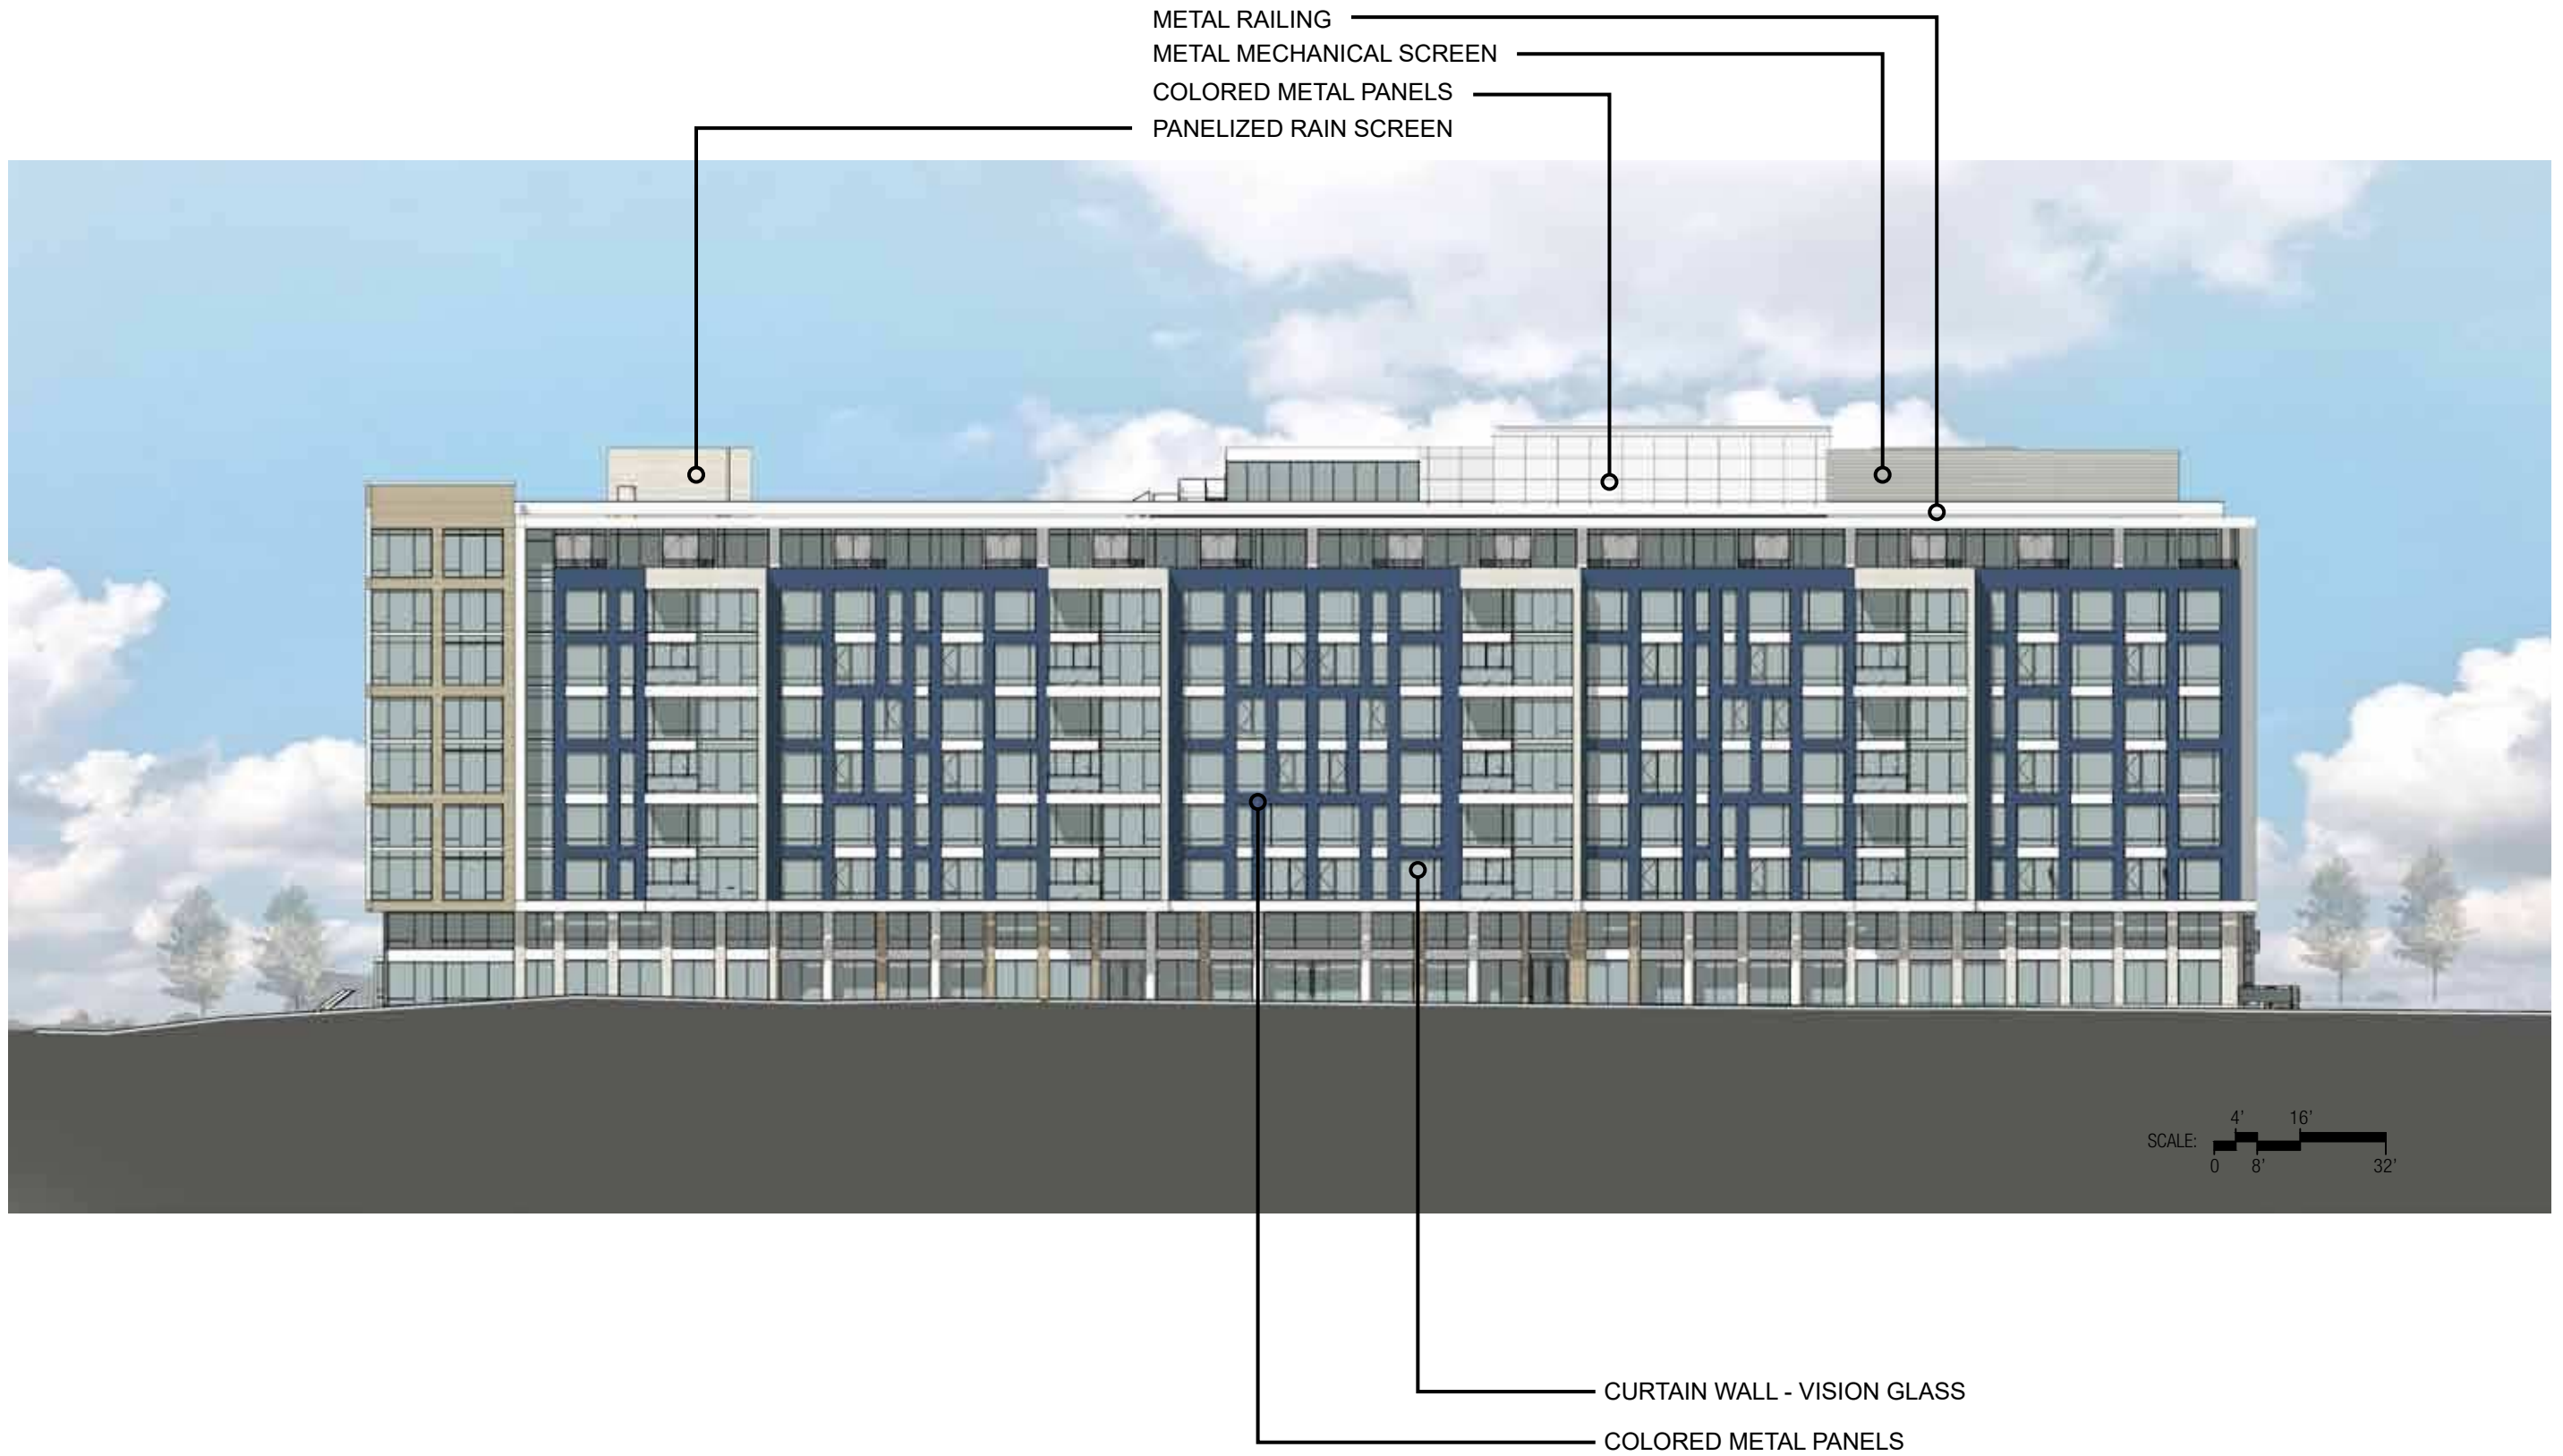 METAL RAILING
METAL MECHANICAL SCREEN
COLORED METAL PANELS
PANELIZED RAIN SCREEN
4' 16'
SCALE:
0 8' 32'
CURTAIN WALL - VISION GLASS
COLORED METAL PANELS